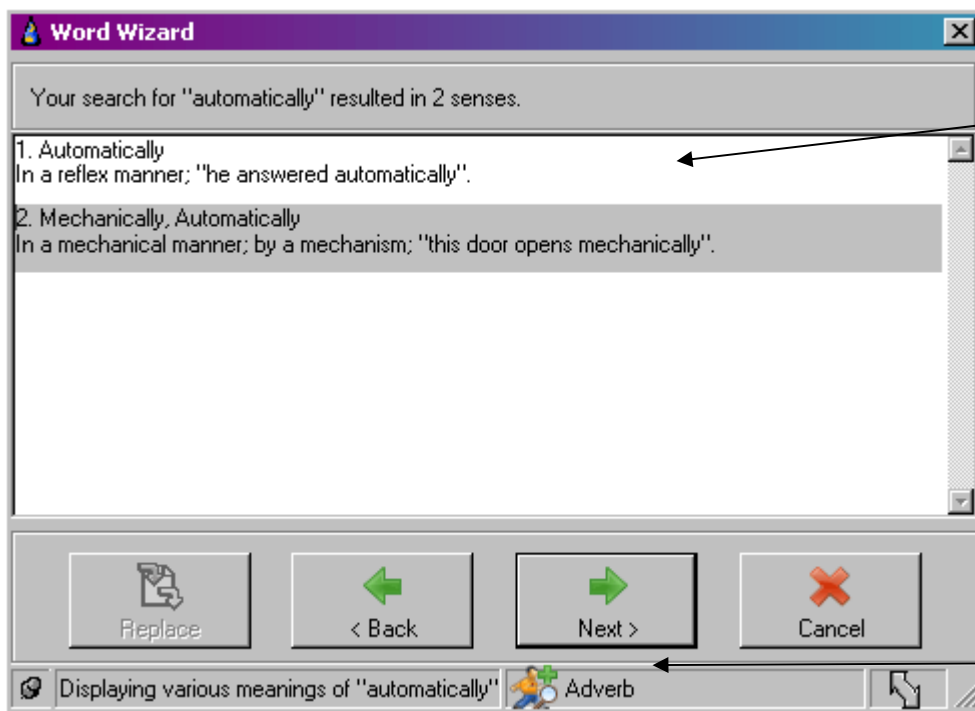 Word Wizard
Your search for "automatically" resulted in 2 senses.
1. Automatically
In a reflex manner; "he answered automatically".
2. Mechanically, Automatically
In a mechanical manner; by a mechanism; "this door opens mechanically".
Replace
< Back
Next >
Cancel
Displaying various meanings of "automatically"
Adverb